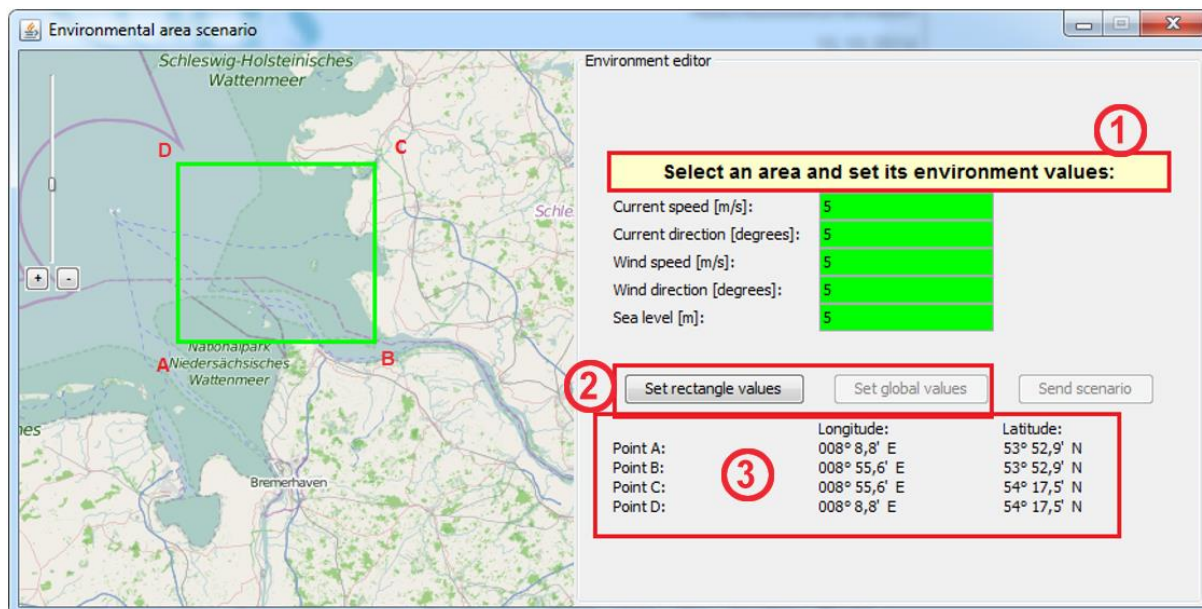 Environmental area scenario
Schleswig-Holsteinisches
Wattenmeer
D
C
Schle
+ -
Nationalpark
A
Niedersächsisches
B
Wattenmeer
nes
Bremerhaven
Environment editor
1
Select an area and set its environment values:
Current speed [m/s]: 5
Current direction [degrees]: 5
Wind speed [m/s]: 5
Wind direction [degrees]: 5
Sea level [m]: 5
2
Set rectangle values Set global values Send scenario
Longitude: Latitude:
Point A: 008° 8,8' E 53° 52,9' N
Point B: 008° 55,6' E 53° 52,9' N
Point C: 008° 55,6' E 54° 17,5' N
Point D: 008° 8,8' E 54° 17,5' N
3